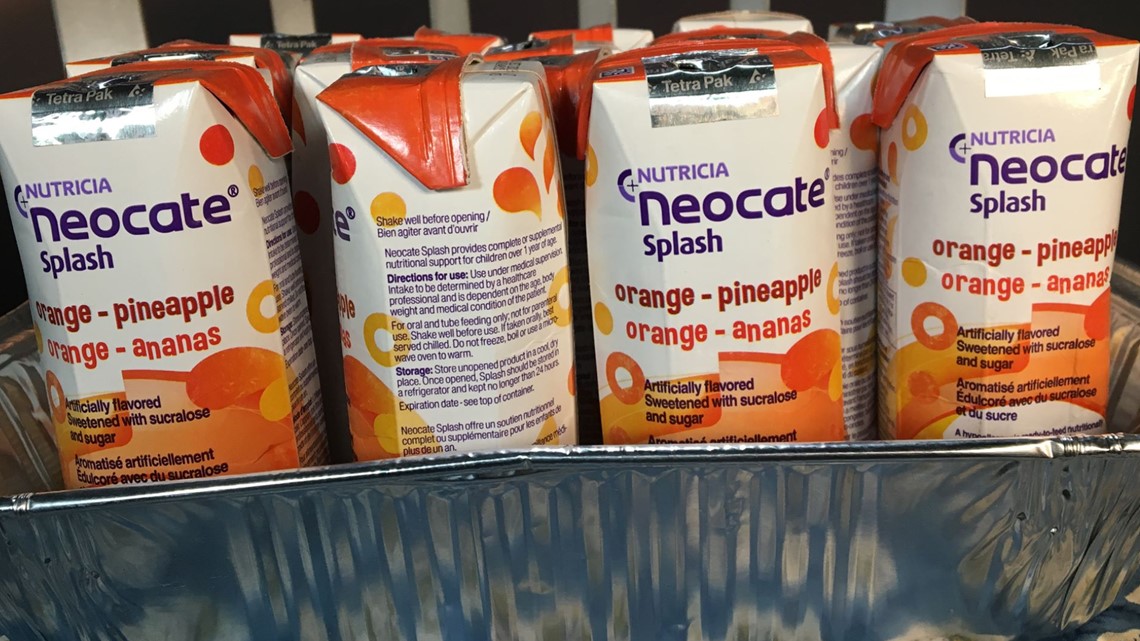 Tetra Pak
NUTRICIA
neocate®
Splash
orange - pineapple
orange - ananas
Artificially flavored
Sweetened with sucralose
and sugar
Aromatisé artificiellement
Édulcoré avec du sucralose
Tetra Pak
Shake well before opening /
Bien agiter avant d'ouvrir
Neocate Splash provides complete or supplemental
nutritional support for children over 1 year of age.
Directions for use: Use under medical supervision.
Intake to be determined by a healthcare
professional and is dependent on the age, body
weight and medical condition of the patient.
For oral and tube feeding only; not for parenteral
use. Shake well before use. If taken orally, best
served chilled. Do not freeze, boil or use a micro-
wave oven to warm.
Storage: Store unopened product in a cool, dry
place. Once opened, Splash should be stored in
a refrigerator and kept no longer than 24 hours.
Expiration date - see top of container.
Neocate Splash offre un soutien nutritionnel
complet ou supplémentaire pour les enfants de
plus de un an.
Tetra Pak
NUTRICIA
neocate®
Splash
orange - pineapple
orange - ananas
Artificially flavored
Sweetened with sucralose
and sugar
Aromatisé artificiellement
Tetra Pak
NUTRICIA
neocate
Splash
orange - pineapple
orange - ananas
Artificially flavored
Sweetened with sucralose
and sugar
Aromatisé artificiellement
Édulcoré avec du sucralose
et du sucre